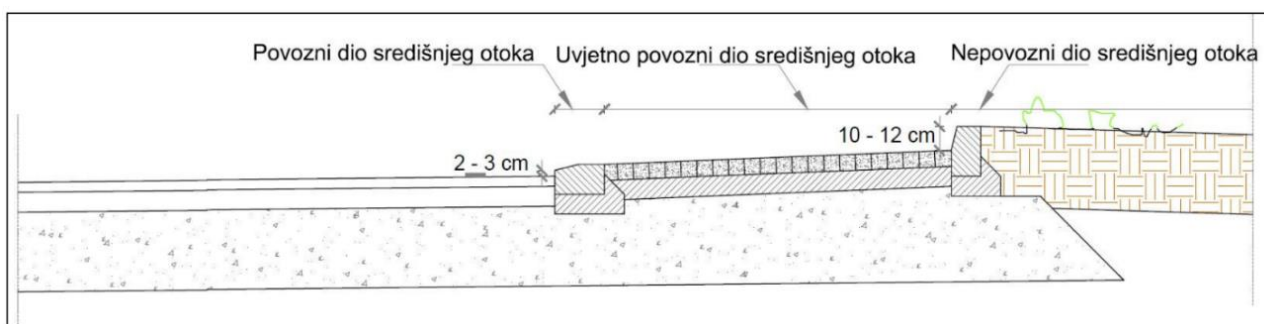 Povozni dio središnjeg otoka
Uvjetno povozni dio središnjeg otoka
Nepovozni dio središnjeg otoka
10 - 12 cm
2 - 3 cm